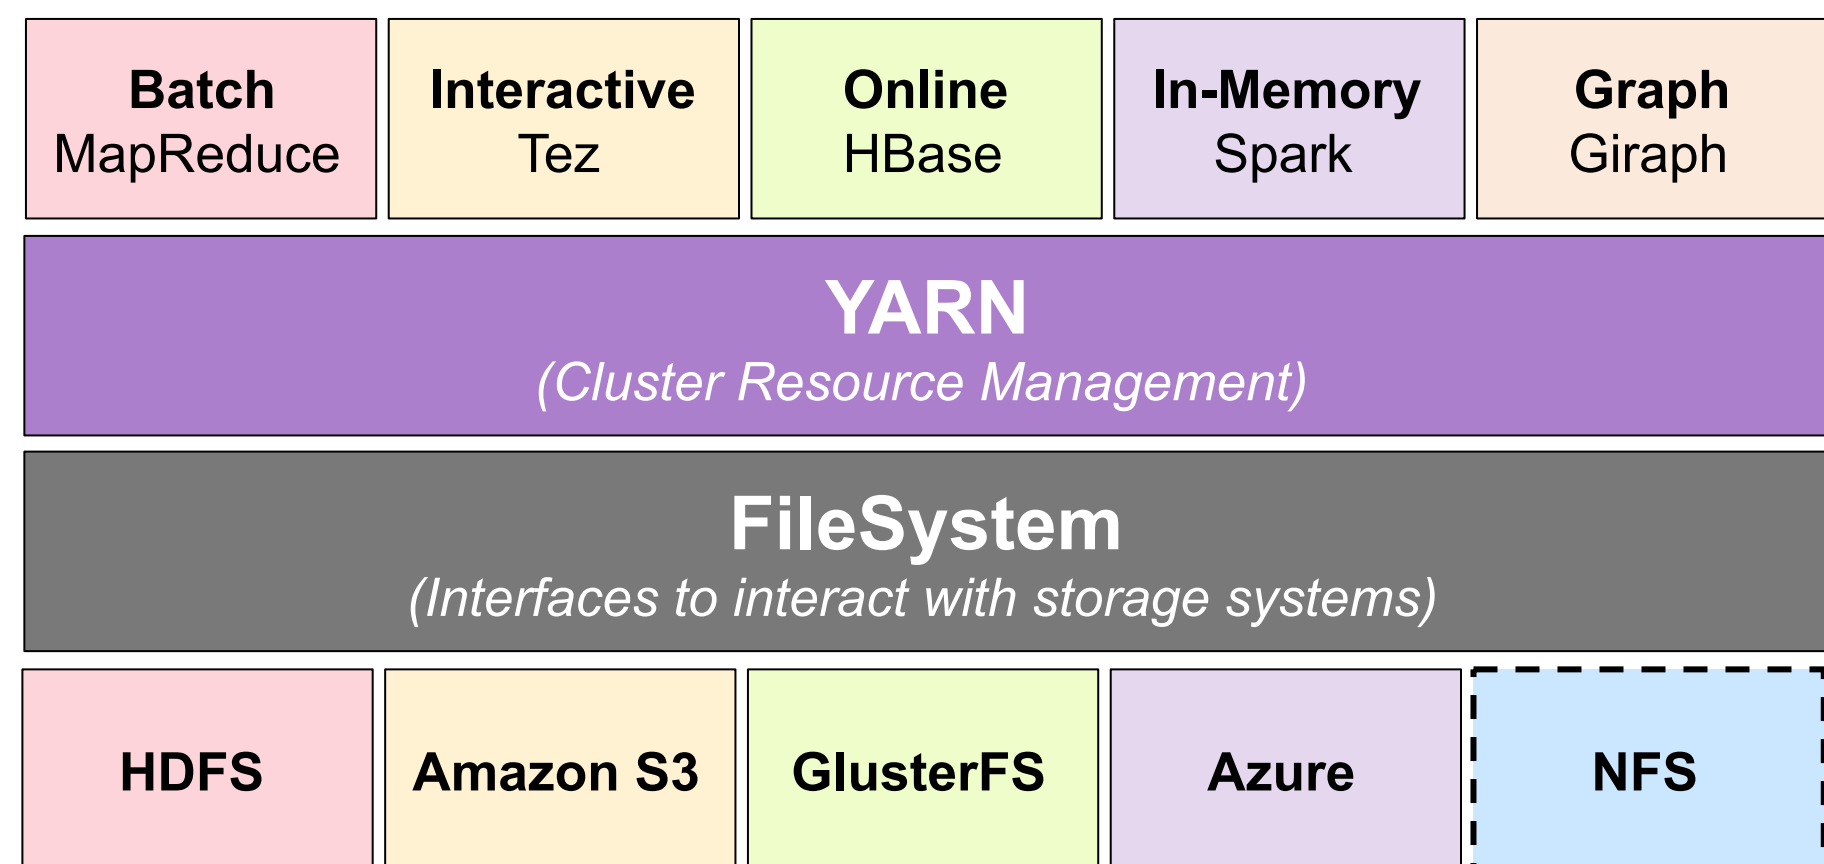 Batch
MapReduce
Interactive
Tez
Online
HBase
In-Memory
Spark
Graph
Giraph
YARN
(Cluster Resource Management)
FileSystem
(Interfaces to interact with storage systems)
HDFS
Amazon S3
GlusterFS
Azure
NFS